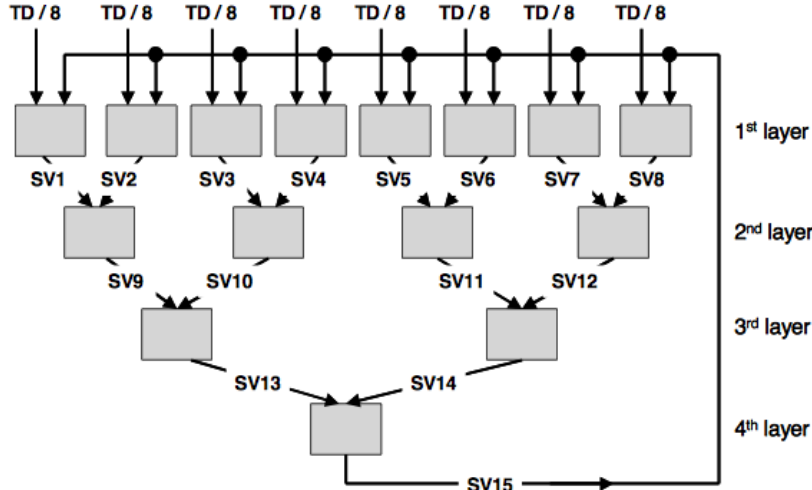 TD / 8 TD / 8 TD / 8 TD / 8 TD / 8 TD / 8 TD / 8 TD / 8
1st layer
SV1 SV2 SV3 SV4 SV5 SV6 SV7 SV8
2nd layer
SV9 SV10 SV11 SV12
3rd layer
SV13 SV14
4th layer
SV15